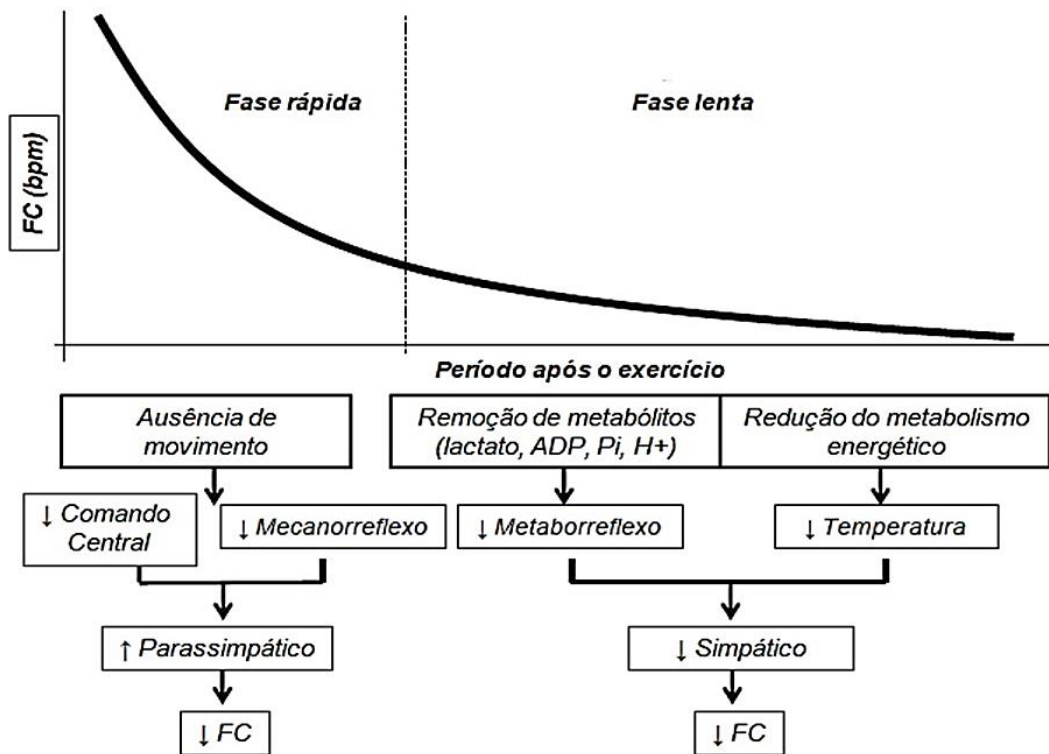 Fase rápida
Fase lenta
FC (bpm)
Período após o exercício
Ausência de
movimento
Remoção de metabólitos
(lactato, ADP, Pi, H+)
Redução do metabolismo
energético
↓ Comando
Central
↓ Mecanorreflexo
↓ Metaborreflexo
↓ Temperatura
↑ Parassimpático
↓ Simpático
↓ FC
↓ FC